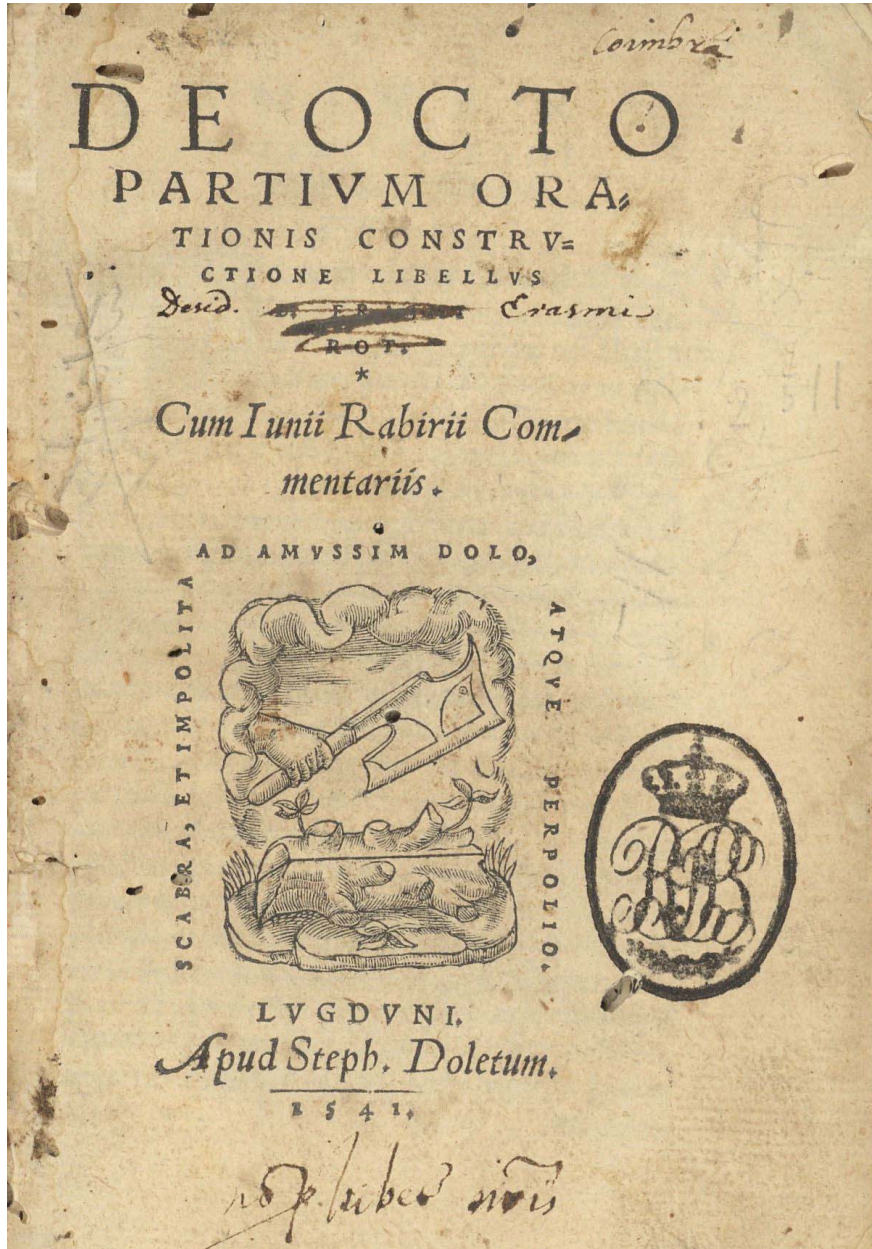 Coimbra
DE OCTO
PARTIVM ORA=
TIONIS CONSTRV=
CTIONE LIBELLVS
Desid. Erasmi
ROT.
*
Cum Iunii Rabirii Com-
mentariis.
AD AMVSSIM DOLO,
SCABRA, ET IMPOLITA
ATQVE PERPOLIO.
LVGDVNI.
Apud Steph. Doletum.
1541.
liber